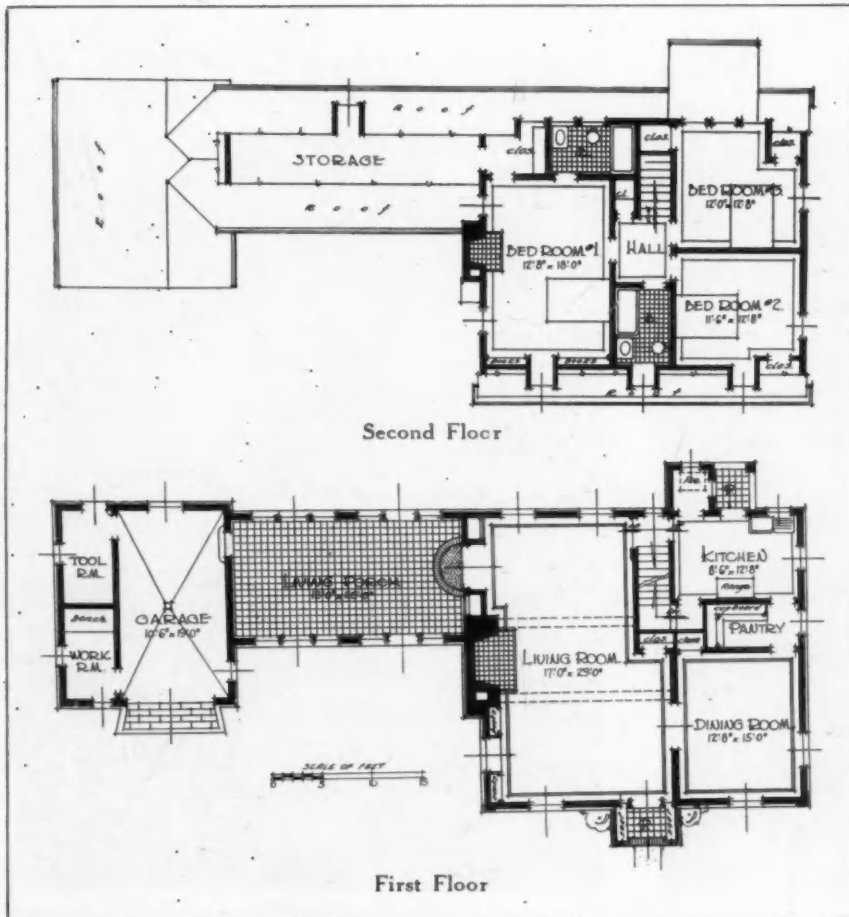 Roof
Roof
STORAGE
Roof
clos.
clos.
clos.
cl.
BED ROOM #3.
12'0" x 12'8"
BED ROOM #1.
12'8" x 18'0"
HALL
BED ROOM #2.
11'6" x 12'8"
clos.
Roof
Second Floor
TOOL
RM.
KITCHEN
8'6" x 12'8"
Range
LIVING PORCH
GARAGE
10'6" x 19'0"
Bench
cupboard
PANTRY
WORK
RM.
clos.
LIVING ROOM
17'0" x 29'0"
DINING ROOM
12'8" x 15'0"
SCALE OF FEET
0 5 10 15
First Floor